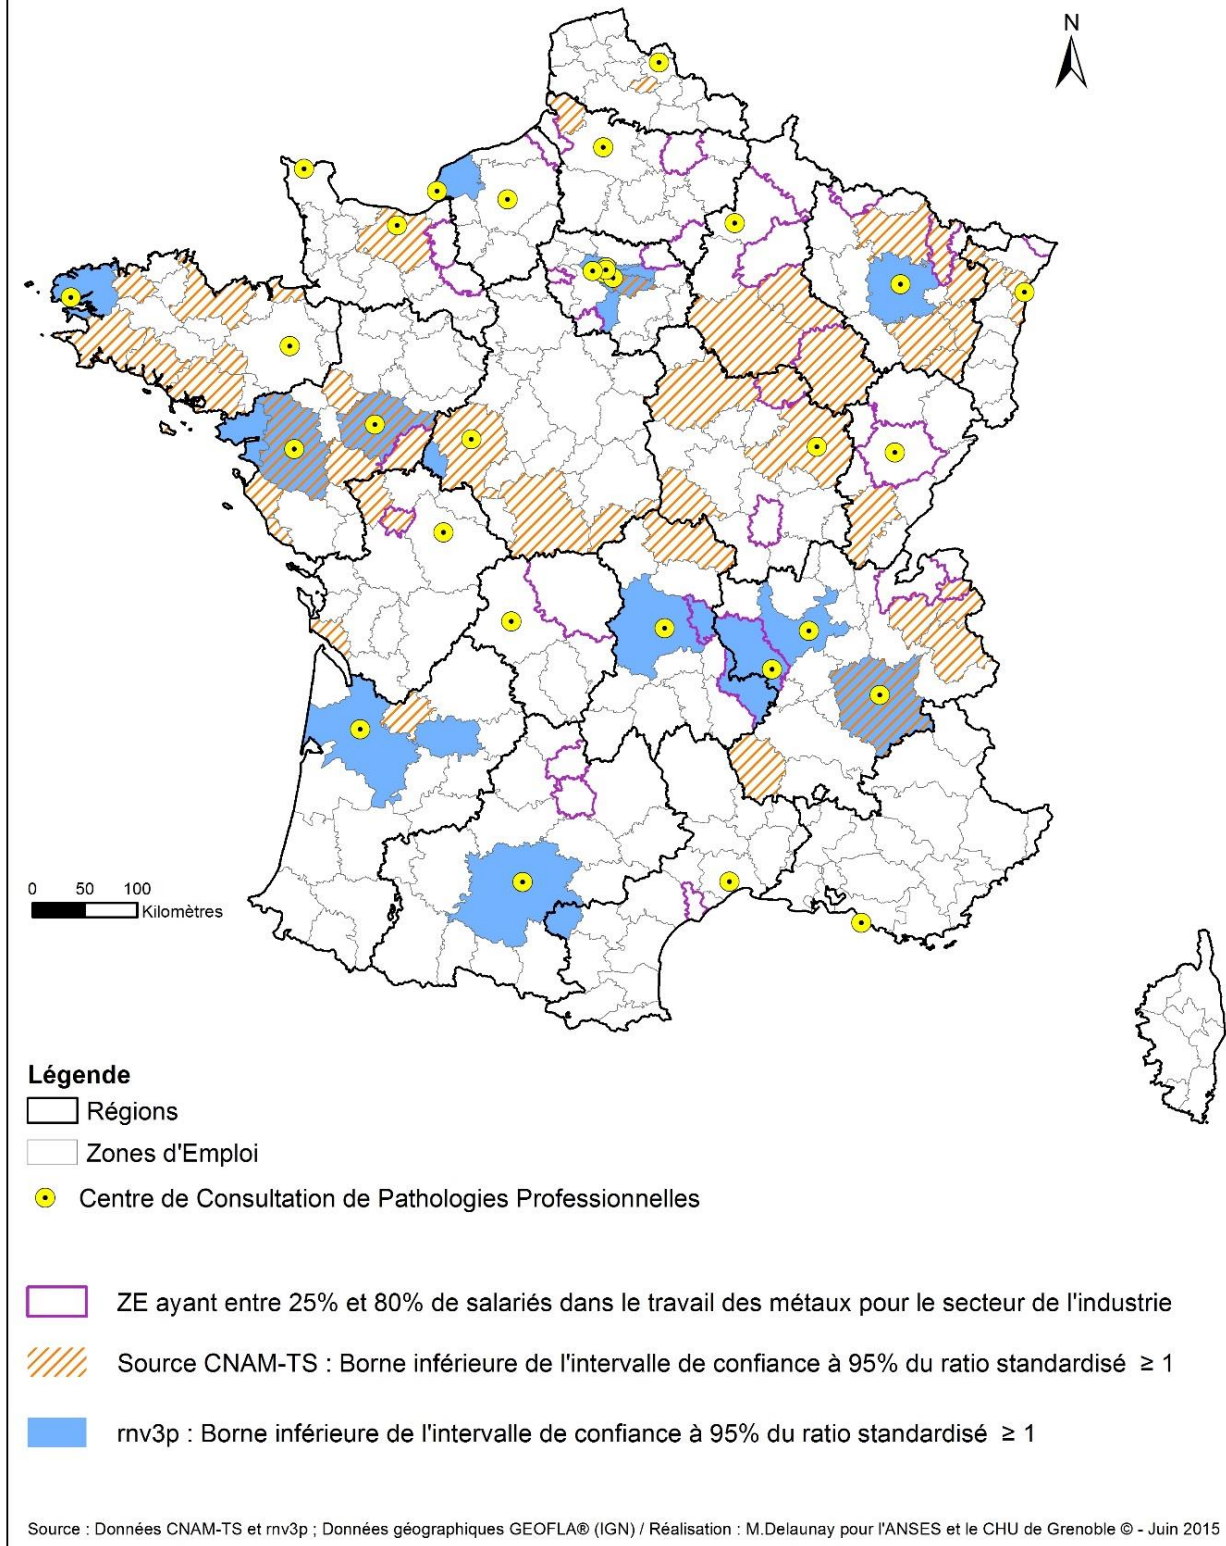 N
0 50 100
Kilomètres
Légende
Régions
Zones d'Emploi
Centre de Consultation de Pathologies Professionnelles
ZE ayant entre 25% et 80% de salariés dans le travail des métaux pour le secteur de l'industrie
Source CNAM-TS : Borne inférieure de l'intervalle de confiance à 95% du ratio standardisé ≥ 1
rnv3p : Borne inférieure de l'intervalle de confiance à 95% du ratio standardisé ≥ 1
Source : Données CNAM-TS et rnv3p ; Données géographiques GEOFLA® (IGN) / Réalisation : M.Delaunay pour l'ANSES et le CHU de Grenoble © - Juin 2015